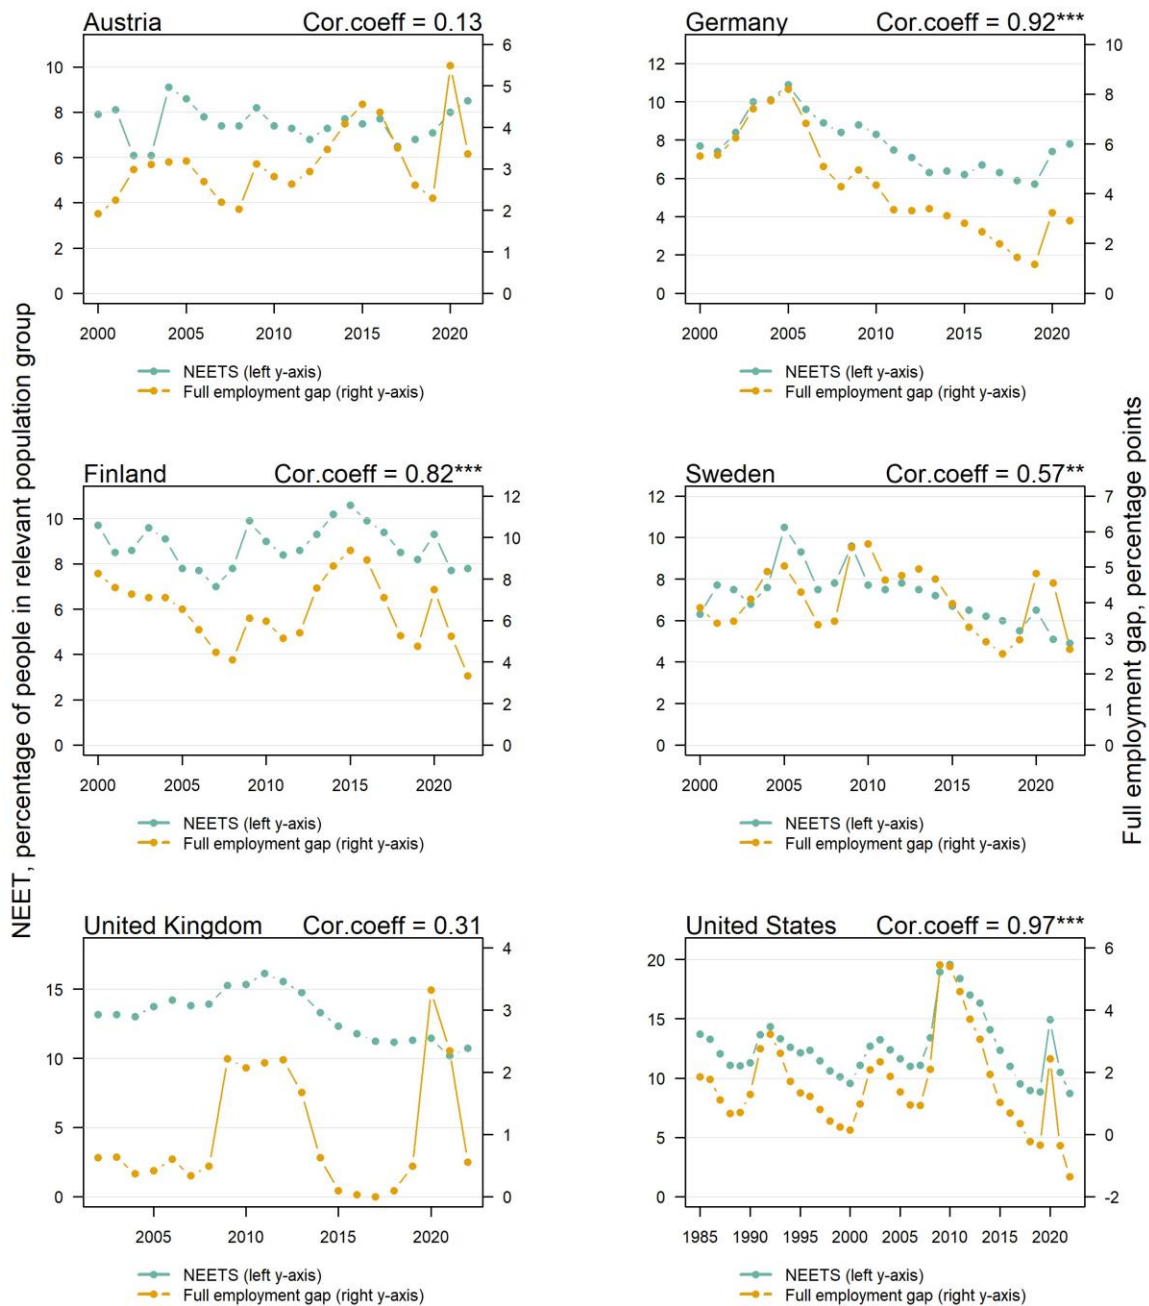 Austria Cor.coeff = 0.13
10
8
6
4
2
0
6
5
4
3
2
1
0
2000 2005 2010 2015 2020
NEETS (left y-axis)
Full employment gap (right y-axis)
Germany Cor.coeff = 0.92***
12
10
8
6
4
2
0
10
8
6
4
2
0
2000 2005 2010 2015 2020
NEETS (left y-axis)
Full employment gap (right y-axis)
NEET, percentage of people in relevant population group
Full employment gap, percentage points
Finland Cor.coeff = 0.82***
10
8
6
4
2
0
12
10
8
6
4
2
0
2000 2005 2010 2015 2020
NEETS (left y-axis)
Full employment gap (right y-axis)
Sweden Cor.coeff = 0.57**
12
10
8
6
4
2
0
7
6
5
4
3
2
1
0
2000 2005 2010 2015 2020
NEETS (left y-axis)
Full employment gap (right y-axis)
United Kingdom Cor.coeff = 0.31
15
10
5
0
4
3
2
1
0
2005 2010 2015 2020
NEETS (left y-axis)
Full employment gap (right y-axis)
United States Cor.coeff = 0.97***
20
15
10
5
0
6
4
2
0
-2
1985 1990 1995 2000 2005 2010 2015 2020
NEETS (left y-axis)
Full employment gap (right y-axis)